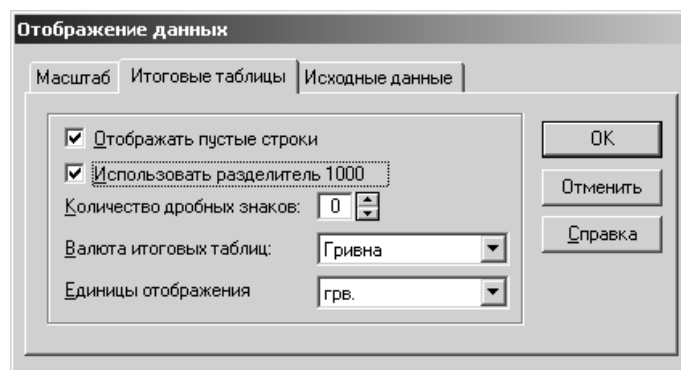 Отображение данных
Масштаб Итоговые таблицы Исходные данные
Отображать пустые строки
Использовать разделитель 1000
Количество дробных знаков: 0
Валюта итоговых таблиц: Гривна
Единицы отображения грв.
OK
Отменить
Справка